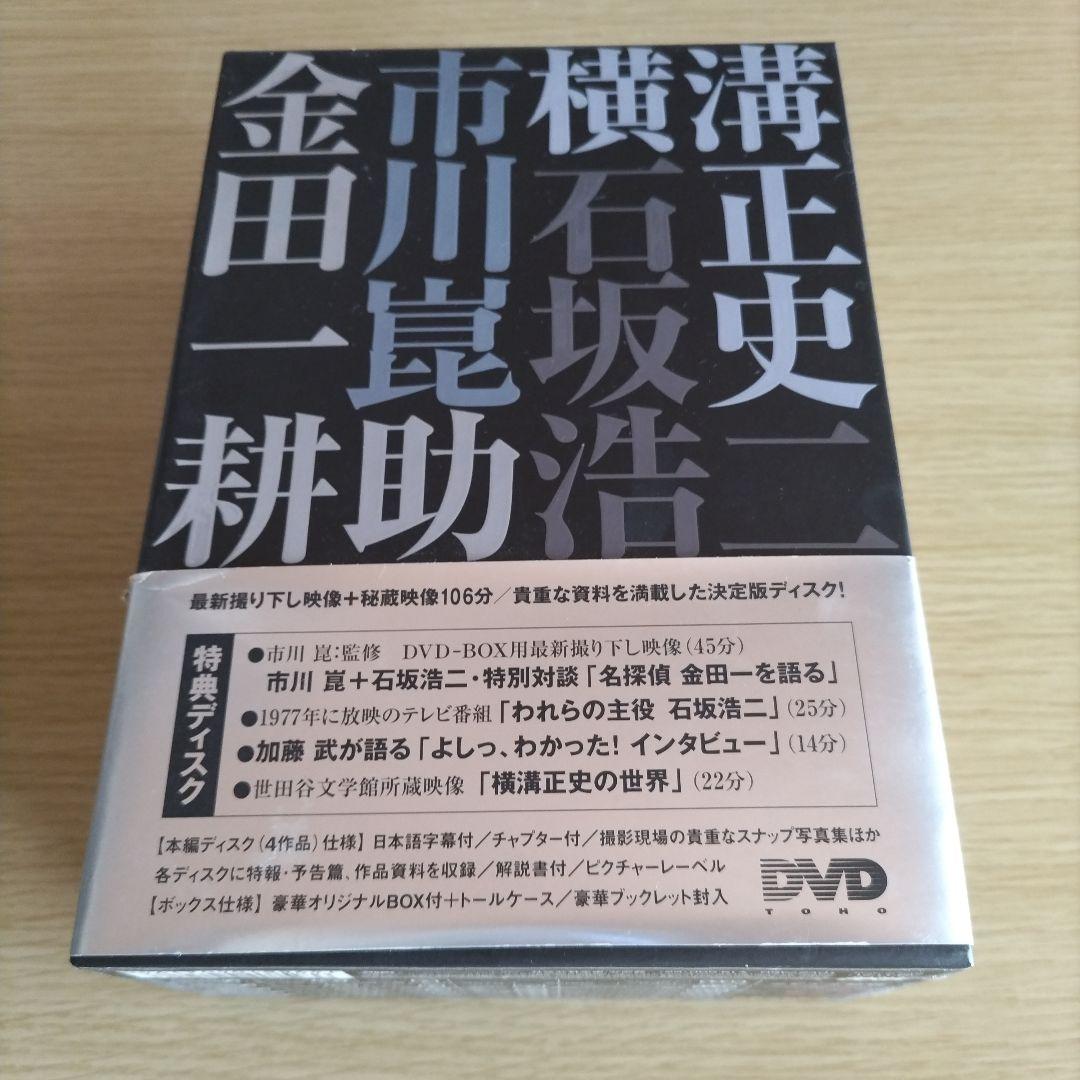 金市横溝
田川石正
一崑坂史
耕助浩二
最新撮り下し映像＋秘蔵映像106分／貴重な資料を満載した決定版ディスク！
特典ディスク
●市川 崑：監修 DVD-BOX用最新撮り下し映像（45分）
市川 崑＋石坂浩二・特別対談「名探偵 金田一を語る」
●1977年に放映のテレビ番組「われらの主役 石坂浩二」（25分）
●加藤 武が語る「よしっ、わかった！ インタビュー」（14分）
●世田谷文学館所蔵映像 「横溝正史の世界」（22分）
【本編ディスク（4作品）仕様】日本語字幕付／チャプター付／撮影現場の貴重なスナップ写真集ほか
各ディスクに特報・予告篇、作品資料を収録／解説書付／ピクチャーレーベル
【ボックス仕様】豪華オリジナルBOX付＋トールケース／豪華ブックレット封入
DVD
TOHO